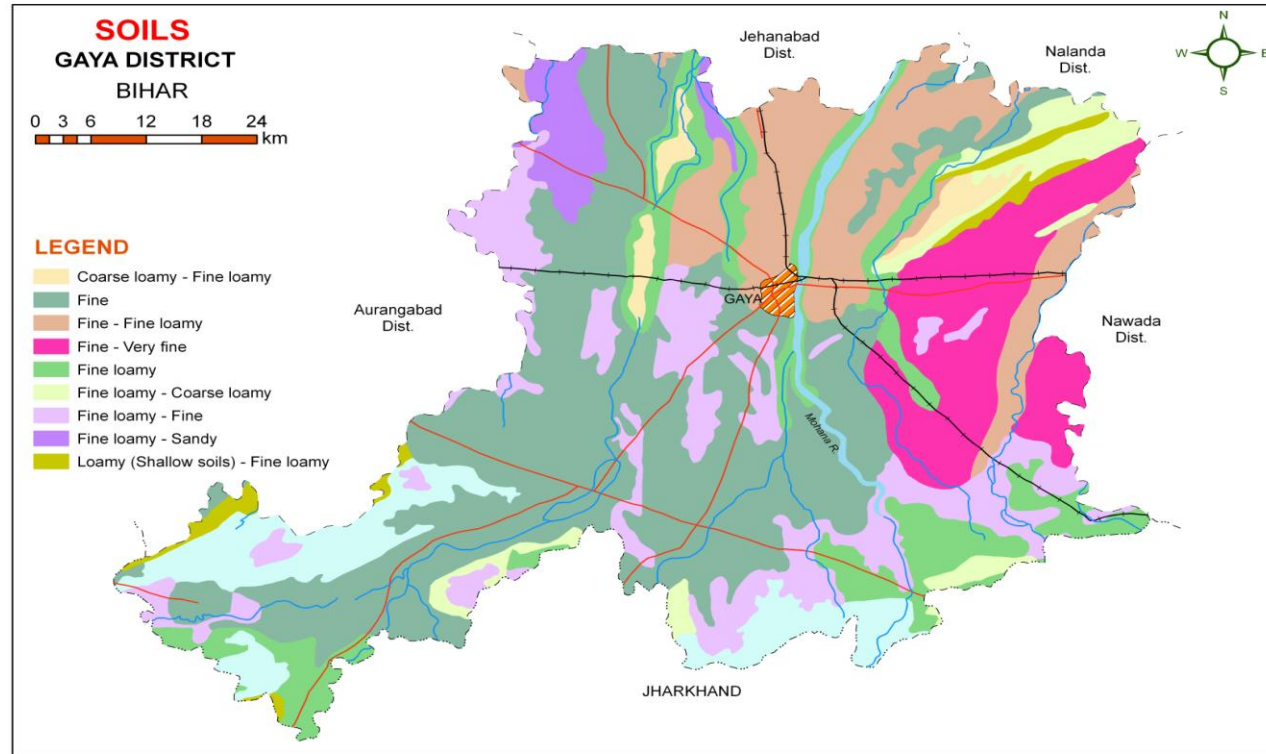 SOILS
GAYA DISTRICT
BIHAR
0 3 6 12 18 24 km
Jehanabad
Dist.
Nalanda
Dist.
N
W E
S
LEGEND
Coarse loamy - Fine loamy
Fine
Fine - Fine loamy
Fine - Very fine
Fine loamy
Fine loamy - Coarse loamy
Fine loamy - Fine
Fine loamy - Sandy
Loamy (Shallow soils) - Fine loamy
Aurangabad
Dist.
GAYA
Nawada
Dist.
Mohana R.
JHARKHAND